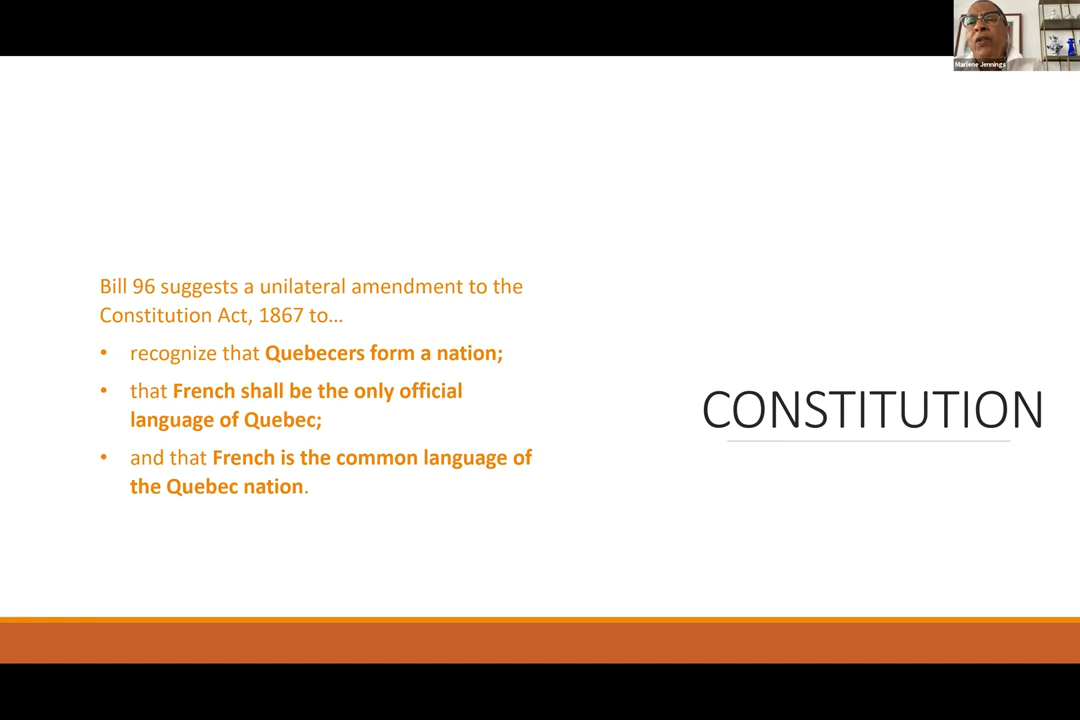 Marlene Jennings
Bill 96 suggests a unilateral amendment to the
Constitution Act, 1867 to…
• recognize that Quebecers form a nation;
• that French shall be the only official
language of Quebec;
• and that French is the common language of
the Quebec nation.
CONSTITUTION